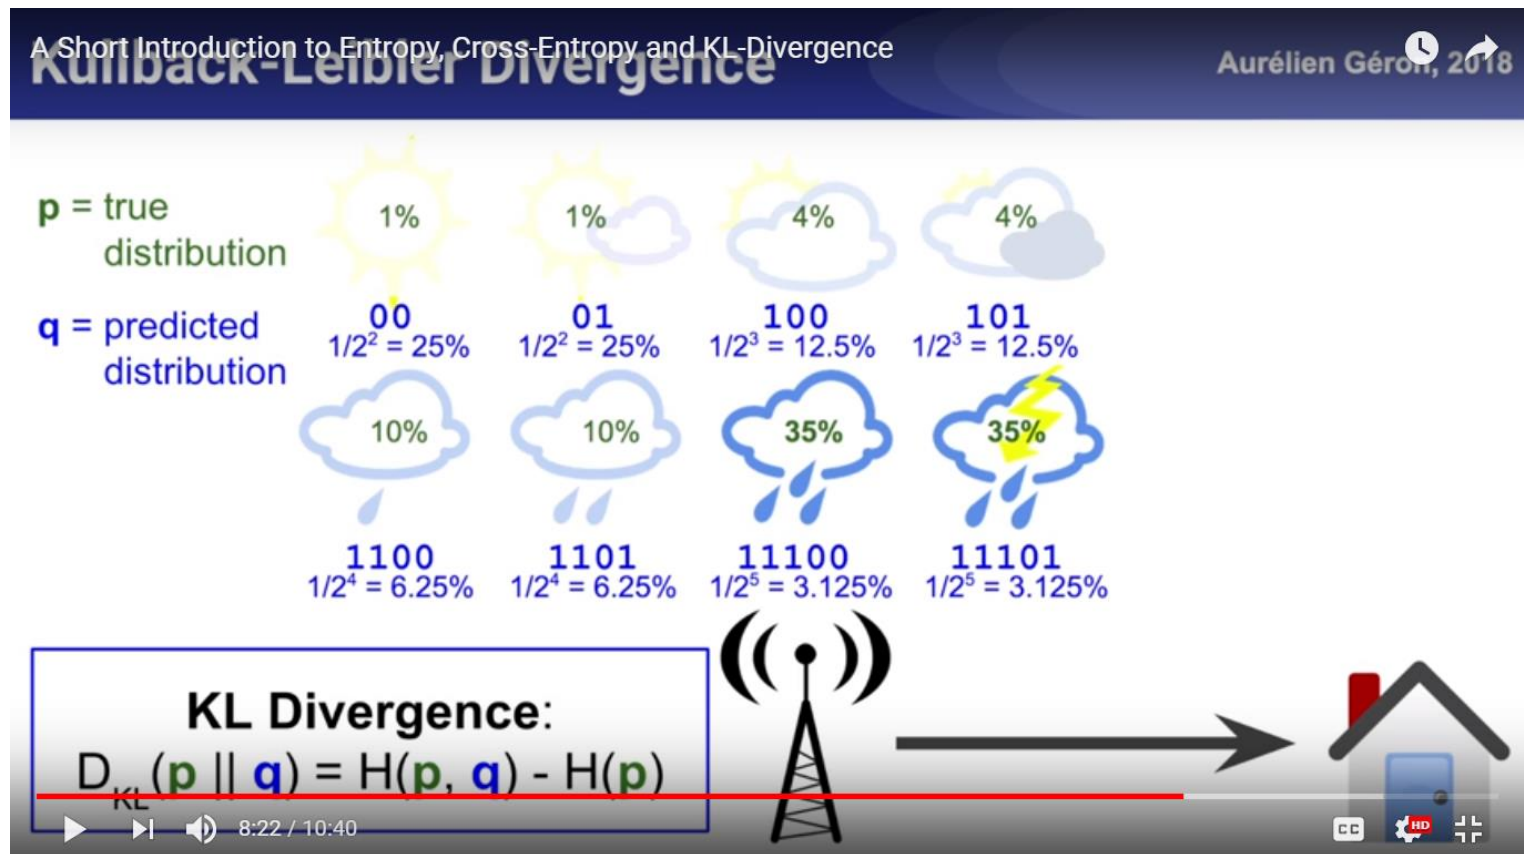 A Short Introduction to Entropy, Cross-Entropy and KL-Divergence
Kullback-Leibler Divergence
Aurélien Géron, 2018
p = true
distribution
1%
1%
4%
4%
q = predicted
distribution
00
01
100
101
1/2² = 25%
1/2² = 25%
1/2³ = 12.5%
1/2³ = 12.5%
10%
10%
35%
35%
1100
1101
11100
11101
1/2⁴ = 6.25%
1/2⁴ = 6.25%
1/2⁵ = 3.125%
1/2⁵ = 3.125%
KL Divergence:
D_KL(p || q) = H(p, q) - H(p)
8:22 / 10:40
CC
HD